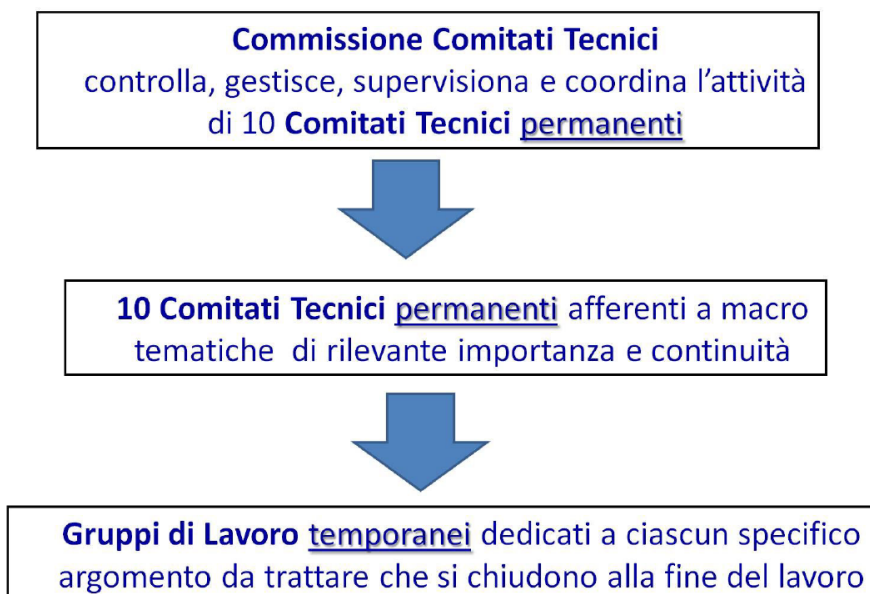 Commissione Comitati Tecnici
controlla, gestisce, supervisiona e coordina l'attività
di 10 Comitati Tecnici permanenti
10 Comitati Tecnici permanenti afferenti a macro
tematiche di rilevante importanza e continuità
Gruppi di Lavoro temporanei dedicati a ciascun specifico
argomento da trattare che si chiudono alla fine del lavoro